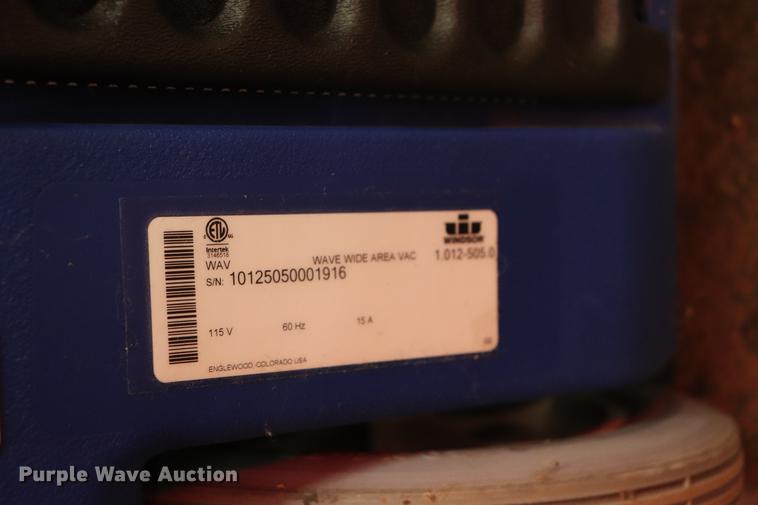 ETL
Intertek
3146518
WINDSOR
WAV
WAVE WIDE AREA VAC
1.012-505.0
S/N: 10125050001916
115 V
60 Hz
15 A
ENGLEWOOD, COLORADO USA
Purple Wave Auction